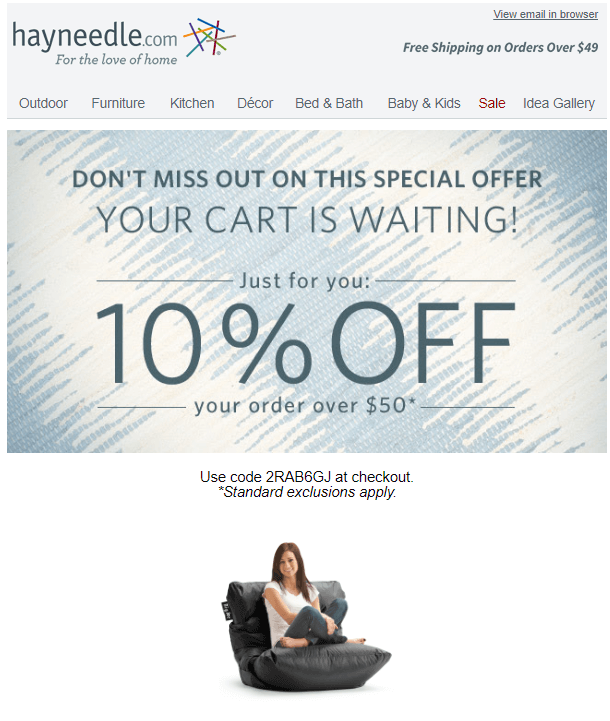 View email in browser
hayneedle.com
For the love of home
Free Shipping on Orders Over $49
Outdoor Furniture Kitchen Décor Bed & Bath Baby & Kids Sale Idea Gallery
DON'T MISS OUT ON THIS SPECIAL OFFER
YOUR CART IS WAITING!
Just for you:
10% OFF
your order over $50*
Use code 2RAB6GJ at checkout.
*Standard exclusions apply.